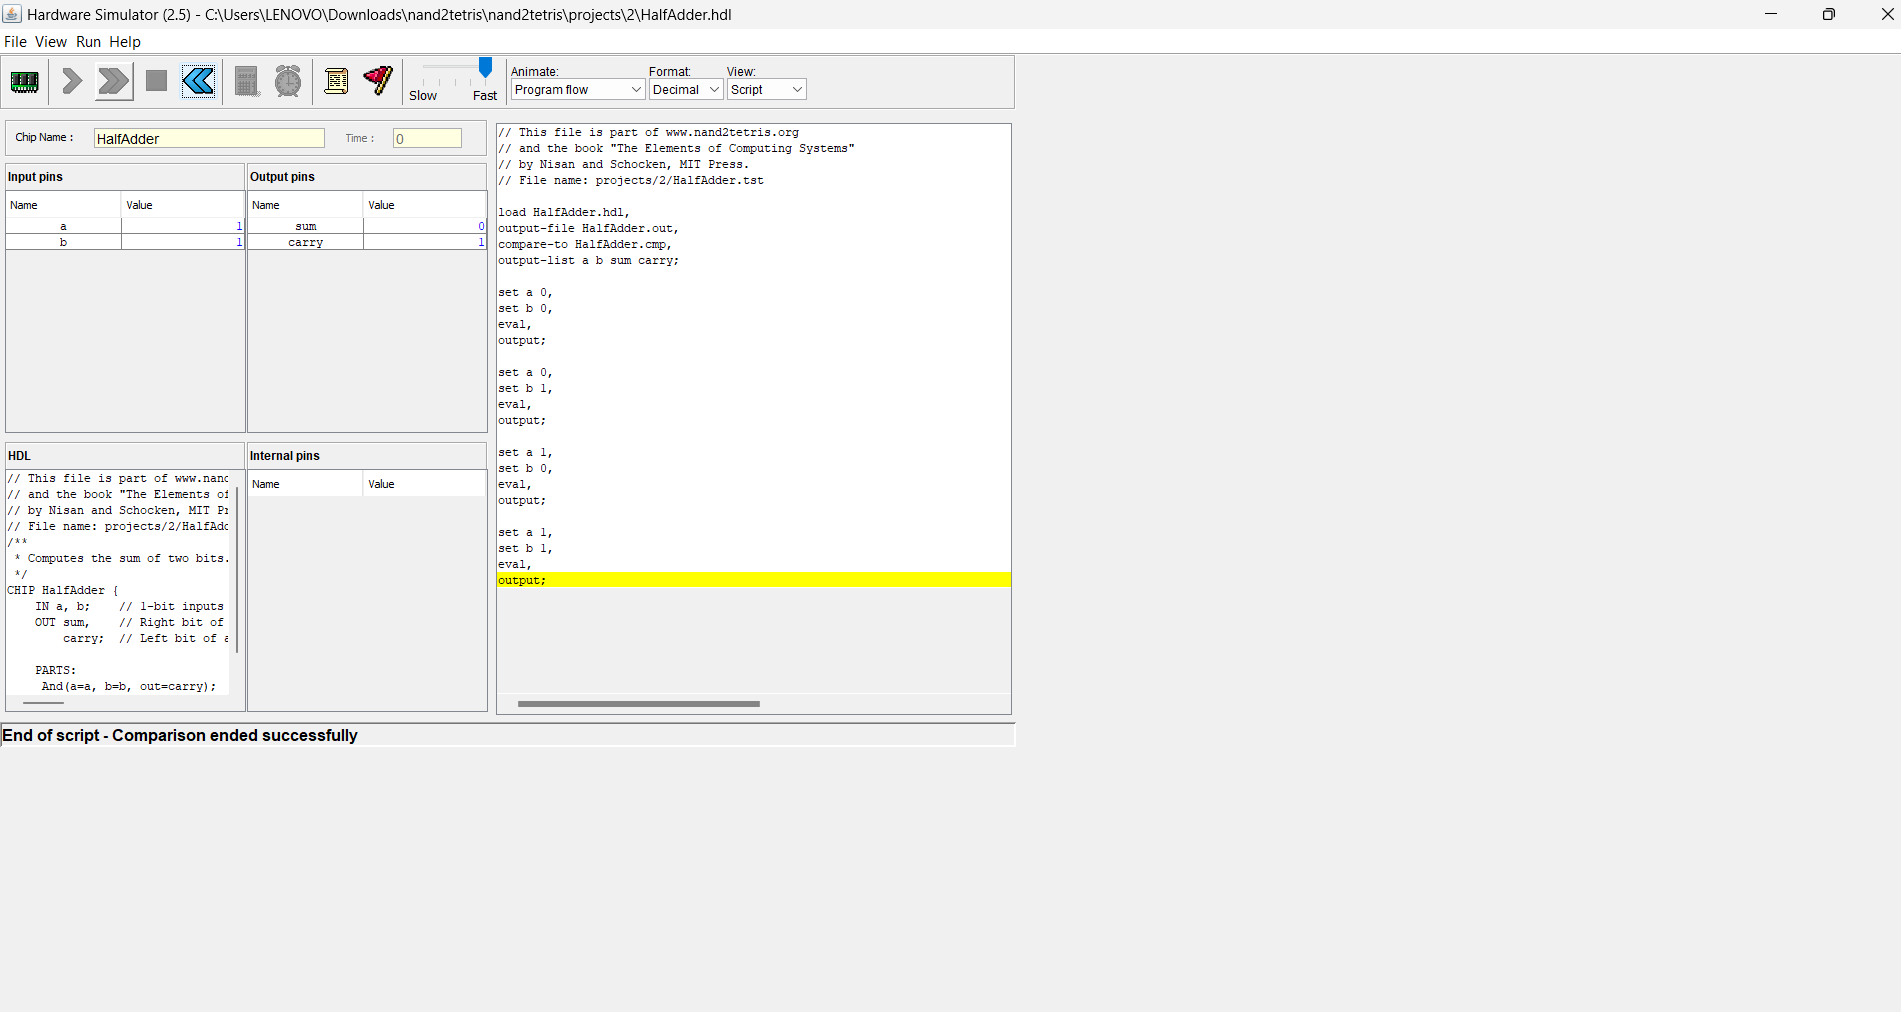 Hardware Simulator (2.5) - C:\Users\LENOVO\Downloads\nand2tetris\nand2tetris\projects\2\HalfAdder.hdl
File View Run Help
Slow Fast
Animate: Format: View:
Program flow Decimal Script
Chip Name : HalfAdder Time : 0
Input pins
Name Value
a 1
b 1
Output pins
Name Value
sum 0
carry 1
HDL
// This file is part of www.nand
// and the book "The Elements of
// by Nisan and Schocken, MIT Pr
// File name: projects/2/HalfAdd
/**
* Computes the sum of two bits.
*/
CHIP HalfAdder {
IN a, b; // 1-bit inputs
OUT sum, // Right bit of
carry; // Left bit of a
PARTS:
And(a=a, b=b, out=carry);
Internal pins
Name Value
// This file is part of www.nand2tetris.org
// and the book "The Elements of Computing Systems"
// by Nisan and Schocken, MIT Press.
// File name: projects/2/HalfAdder.tst
load HalfAdder.hdl,
output-file HalfAdder.out,
compare-to HalfAdder.cmp,
output-list a b sum carry;
set a 0,
set b 0,
eval,
output;
set a 0,
set b 1,
eval,
output;
set a 1,
set b 0,
eval,
output;
set a 1,
set b 1,
eval,
output;
End of script - Comparison ended successfully